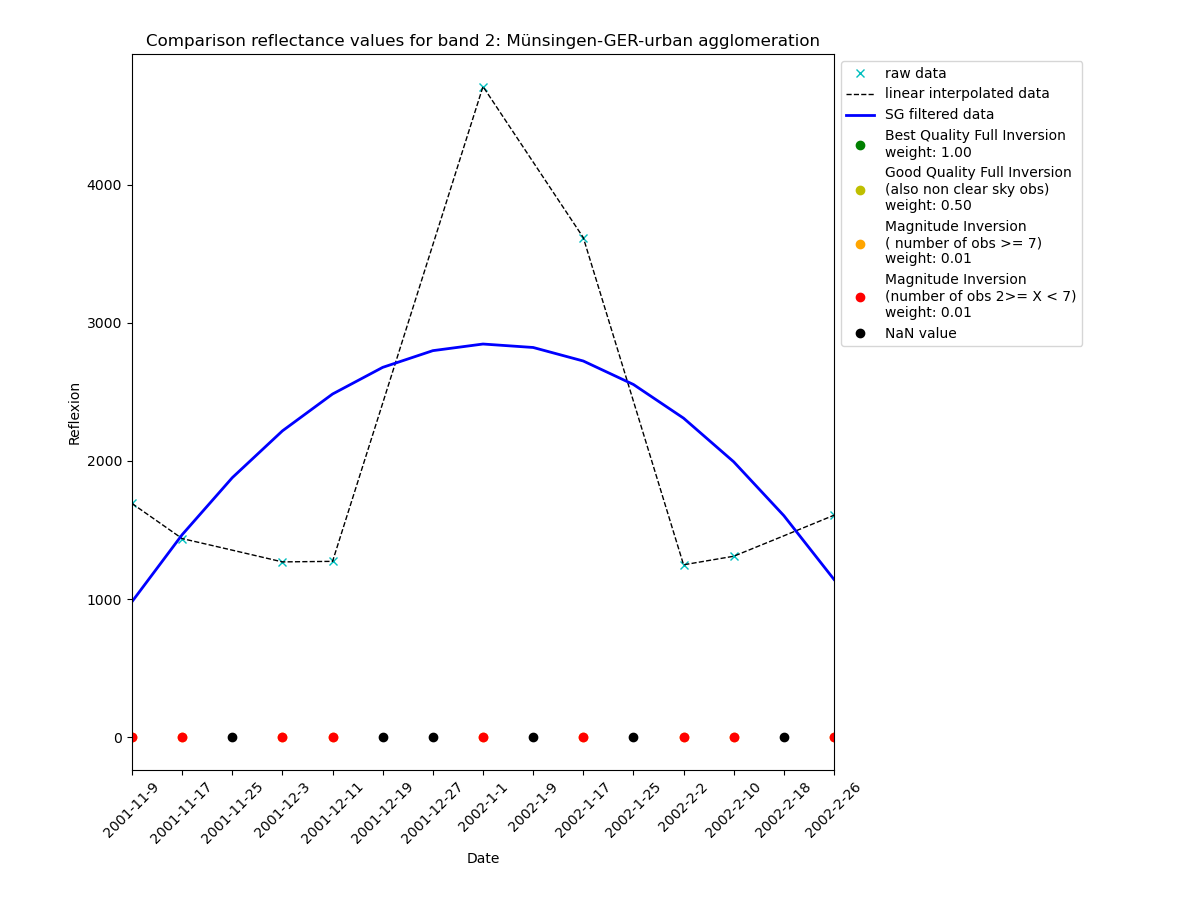 Comparison reflectance values for band 2: Münsingen-GER-urban agglomeration
raw data
linear interpolated data
SG filtered data
Best Quality Full Inversion
weight: 1.00
Good Quality Full Inversion
(also non clear sky obs)
weight: 0.50
Magnitude Inversion
( number of obs >= 7)
weight: 0.01
Magnitude Inversion
(number of obs 2>= X < 7)
weight: 0.01
NaN value
Reflexion
4000
3000
2000
1000
0
2001-11-9
2001-11-17
2001-11-25
2001-12-3
2001-12-11
2001-12-19
2001-12-27
2002-1-1
2002-1-9
2002-1-17
2002-1-25
2002-2-2
2002-2-10
2002-2-18
2002-2-26
Date